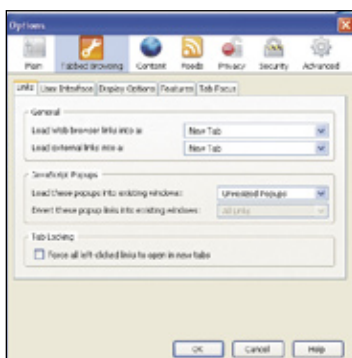 Options
Main Tabbed Browsing Content Feeds Privacy Security Advanced
Links User Interface Display Options Features Tab Focus
General
Load web browser links into a: New Tab
Load external links into a: New Tab
JavaScript Popups
Load these popups into existing windows: Unresized Popups
Divert these popup links into existing windows: All Links
Tab Locking
Force all left-clicked links to open in new tabs
OK Cancel Help